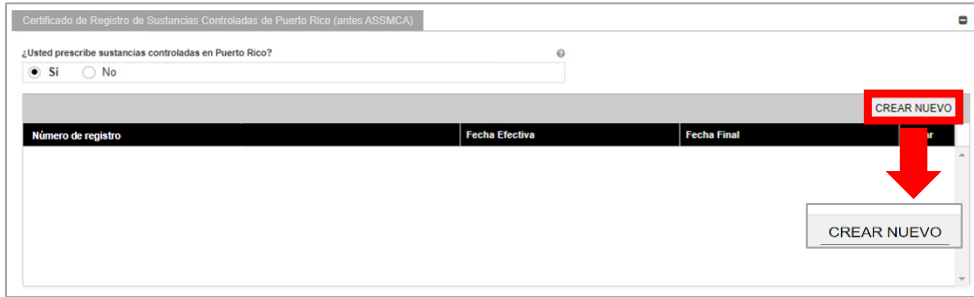 Certificado de Registro de Sustancias Controladas de Puerto Rico (antes ASSMCA)
¿Usted prescribe sustancias controladas en Puerto Rico?
Sí No
CREAR NUEVO
Número de registro Fecha Efectiva Fecha Final
CREAR NUEVO